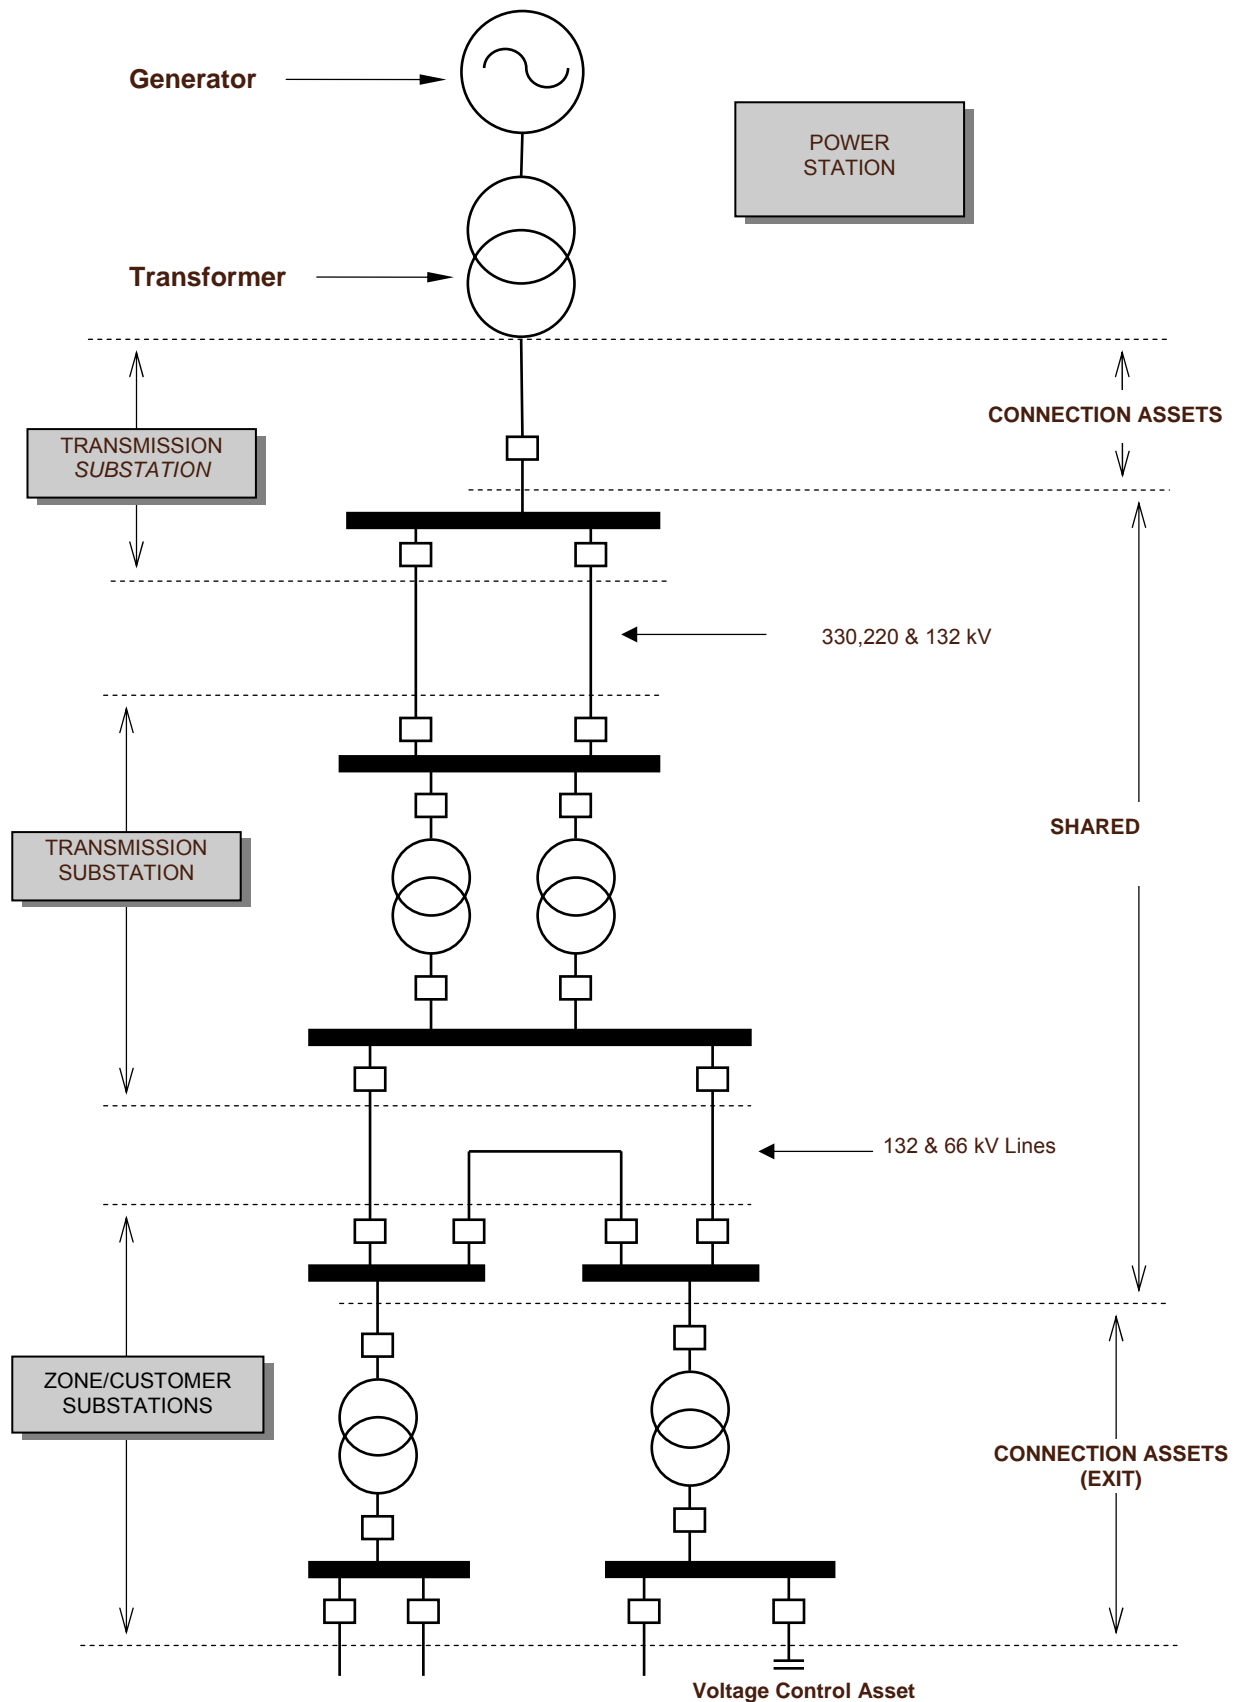 Generator
POWER
STATION
Transformer
CONNECTION ASSETS
TRANSMISSION
SUBSTATION
330,220 & 132 kV
SHARED
TRANSMISSION
SUBSTATION
132 & 66 kV Lines
ZONE/CUSTOMER
SUBSTATIONS
CONNECTION ASSETS
(EXIT)
Voltage Control Asset